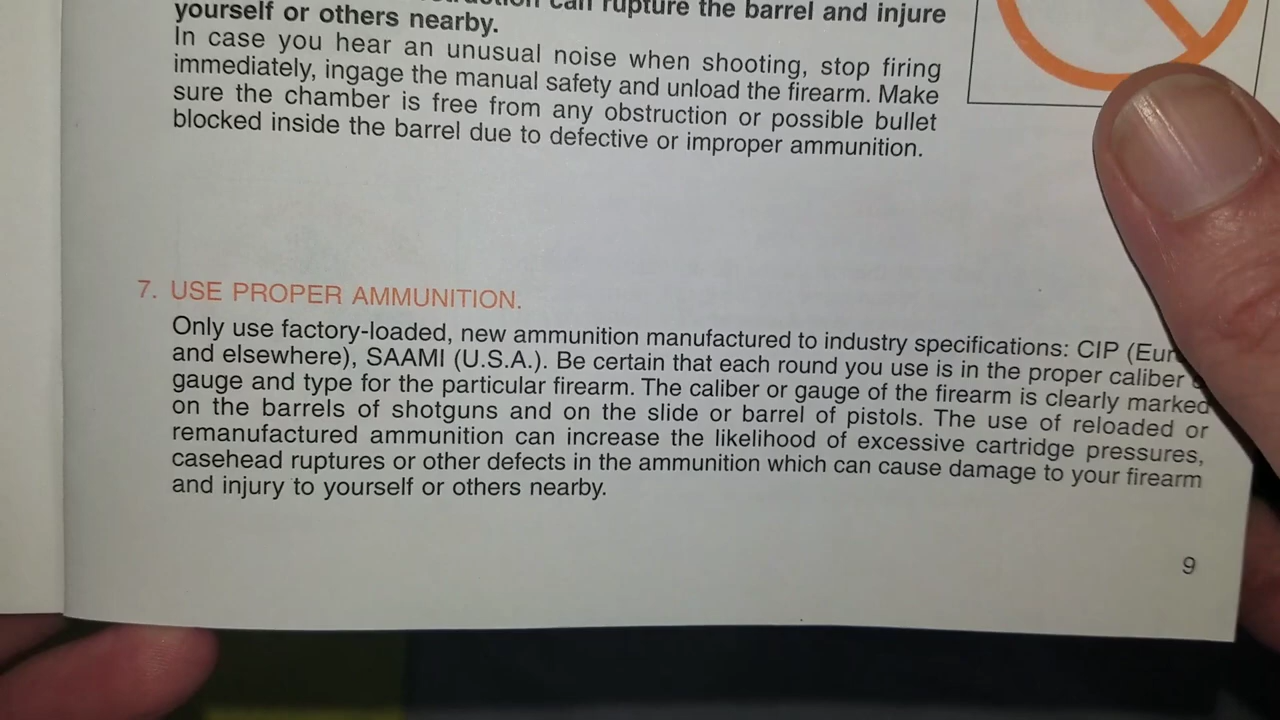 can rupture the barrel and injure
yourself or others nearby.
In case you hear an unusual noise when shooting, stop firing
immediately, ingage the manual safety and unload the firearm. Make
sure the chamber is free from any obstruction or possible bullet
blocked inside the barrel due to defective or improper ammunition.
7. USE PROPER AMMUNITION.
Only use factory-loaded, new ammunition manufactured to industry specifications: CIP
and elsewhere), SAAMI (U.S.A.). Be certain that each round you use is in the proper caliber
gauge and type for the particular firearm. The caliber or gauge of the firearm is clearly marked
on the barrels of shotguns and on the slide or barrel of pistols. The use of reloaded or
remanufactured ammunition can increase the likelihood of excessive cartridge pressures,
casehead ruptures or other defects in the ammunition which can cause damage to your firearm
and injury to yourself or others nearby.
9